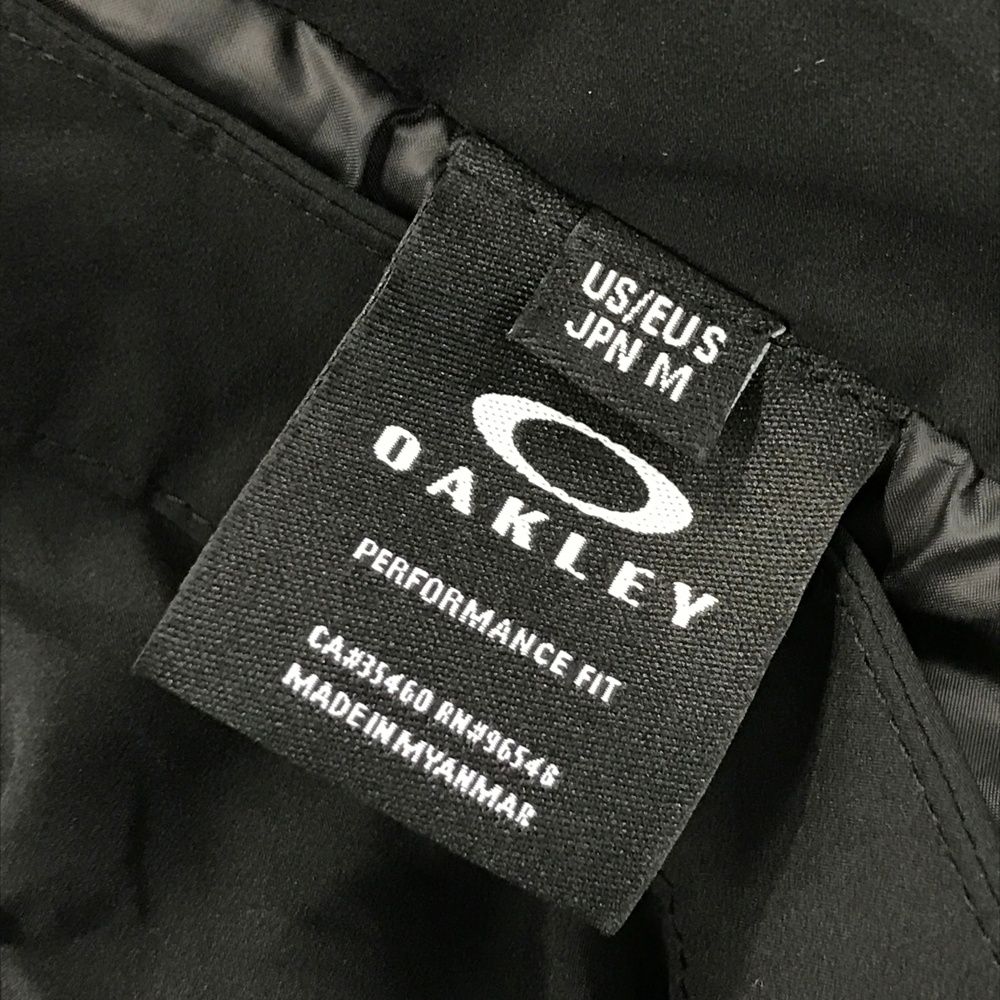 US/EU S
JPN M
OAKLEY
PERFORMANCE FIT
CA#35460 RN#96546
MADE IN MYANMAR